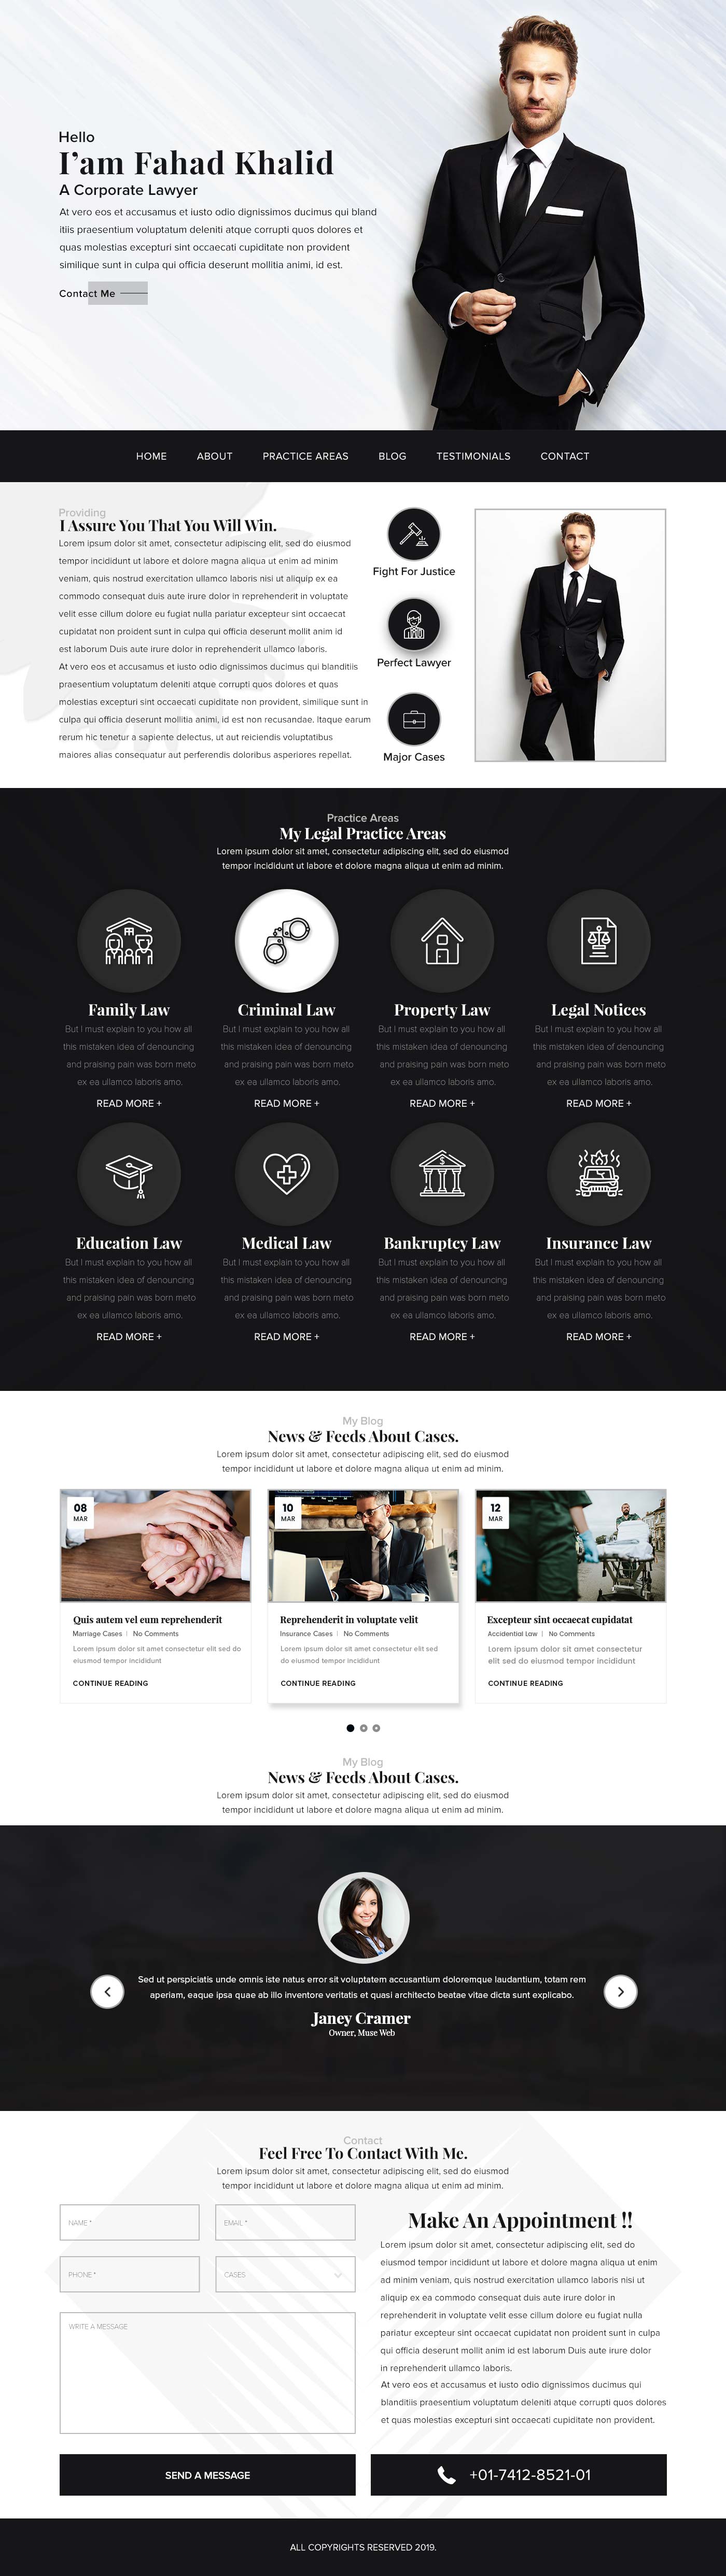 Hello
I'am Fahad Khalid
A Corporate Lawyer
At vero eos et accusamus et iusto odio dignissimos ducimus qui bland
itiis praesentium voluptatum deleniti atque corrupti quos dolores et
quas molestias excepturi sint occaecati cupiditate non provident
similique sunt in culpa qui officia deserunt mollitia animi, id est.
Contact Me
HOME ABOUT PRACTICE AREAS BLOG TESTIMONIALS CONTACT
Providing
I Assure You That You Will Win.
Lorem ipsum dolor sit amet, consectetur adipiscing elit, sed do eiusmod
tempor incididunt ut labore et dolore magna aliqua ut enim ad minim
veniam, quis nostrud exercitation ullamco laboris nisi ut aliquip ex ea
commodo consequat duis aute irure dolor in reprehenderit in voluptate
velit esse cillum dolore eu fugiat nulla pariatur excepteur sint occaecat
cupidatat non proident sunt in culpa qui officia deserunt mollit anim id
est laborum Duis aute irure dolor in reprehenderit ullamco laboris.
At vero eos et accusamus et iusto odio dignissimos ducimus qui blanditiis
praesentium voluptatum deleniti atque corrupti quos dolores et quas
molestias excepturi sint occaecati cupiditate non provident, similique sunt in
culpa qui officia deserunt mollitia animi, id est non recusandae. Itaque earum
rerum hic tenetur a sapiente delectus, ut aut reiciendis voluptatibus
maiores alias consequatur aut perferendis doloribus asperiores repellat.
Fight For Justice
Perfect Lawyer
Major Cases
Practice Areas
My Legal Practice Areas
Lorem ipsum dolor sit amet, consectetur adipiscing elit, sed do eiusmod
tempor incididunt ut labore et dolore magna aliqua ut enim ad minim.
Family Law
But I must explain to you how all
this mistaken idea of denouncing
and praising pain was born meto
ex ea ullamco laboris amo.
READ MORE +
Criminal Law
But I must explain to you how all
this mistaken idea of denouncing
and praising pain was born meto
ex ea ullamco laboris amo.
READ MORE +
Property Law
But I must explain to you how all
this mistaken idea of denouncing
and praising pain was born meto
ex ea ullamco laboris amo.
READ MORE +
Legal Notices
But I must explain to you how all
this mistaken idea of denouncing
and praising pain was born meto
ex ea ullamco laboris amo.
READ MORE +
Education Law
But I must explain to you how all
this mistaken idea of denouncing
and praising pain was born meto
ex ea ullamco laboris amo.
READ MORE +
Medical Law
But I must explain to you how all
this mistaken idea of denouncing
and praising pain was born meto
ex ea ullamco laboris amo.
READ MORE +
Bankruptcy Law
But I must explain to you how all
this mistaken idea of denouncing
and praising pain was born meto
ex ea ullamco laboris amo.
READ MORE +
Insurance Law
But I must explain to you how all
this mistaken idea of denouncing
and praising pain was born meto
ex ea ullamco laboris amo.
READ MORE +
My Blog
News & Feeds About Cases.
Lorem ipsum dolor sit amet, consectetur adipiscing elit, sed do eiusmod
tempor incididunt ut labore et dolore magna aliqua ut enim ad minim.
08
MAR
Quis autem vel eum reprehenderit
Marriage Cases | No Comments
Lorem ipsum dolor sit amet consectetur elit sed do
eiusmod tempor incididunt
CONTINUE READING
10
MAR
Reprehenderit in voluptate velit
Insurance Cases | No Comments
Lorem ipsum dolor sit amet consectetur elit sed
do eiusmod tempor incididunt
CONTINUE READING
12
MAR
Excepteur sint occaecat cupidatat
Accidential Law | No Comments
Lorem ipsum dolor sit amet consectetur
elit sed do eiusmod tempor incididunt
CONTINUE READING
My Blog
News & Feeds About Cases.
Lorem ipsum dolor sit amet, consectetur adipiscing elit, sed do eiusmod
tempor incididunt ut labore et dolore magna aliqua ut enim ad minim.
Sed ut perspiciatis unde omnis iste natus error sit voluptatem accusantium doloremque laudantium, totam rem
aperiam, eaque ipsa quae ab illo inventore veritatis et quasi architecto beatae vitae dicta sunt explicabo.
Janey Cramer
Owner, Muse Web
Contact
Feel Free To Contact With Me.
Lorem ipsum dolor sit amet, consectetur adipiscing elit, sed do eiusmod
tempor incididunt ut labore et dolore magna aliqua ut enim ad minim.
NAME *
EMAIL *
PHONE *
CASES
WRITE A MESSAGE
SEND A MESSAGE
Make An Appointment !!
Lorem ipsum dolor sit amet, consectetur adipiscing elit, sed do
eiusmod tempor incididunt ut labore et dolore magna aliqua ut enim
ad minim veniam, quis nostrud exercitation ullamco laboris nisi ut
aliquip ex ea commodo consequat duis aute irure dolor in
reprehenderit in voluptate velit esse cillum dolore eu fugiat nulla
pariatur excepteur sint occaecat cupidatat non proident sunt in culpa
qui officia deserunt mollit anim id est laborum Duis aute irure dolor
in reprehenderit ullamco laboris.
At vero eos et accusamus et iusto odio dignissimos ducimus qui
blanditiis praesentium voluptatum deleniti atque corrupti quos dolores
et quas molestias excepturi sint occaecati cupiditate non provident.
+01-7412-8521-01
ALL COPYRIGHTS RESERVED 2019.